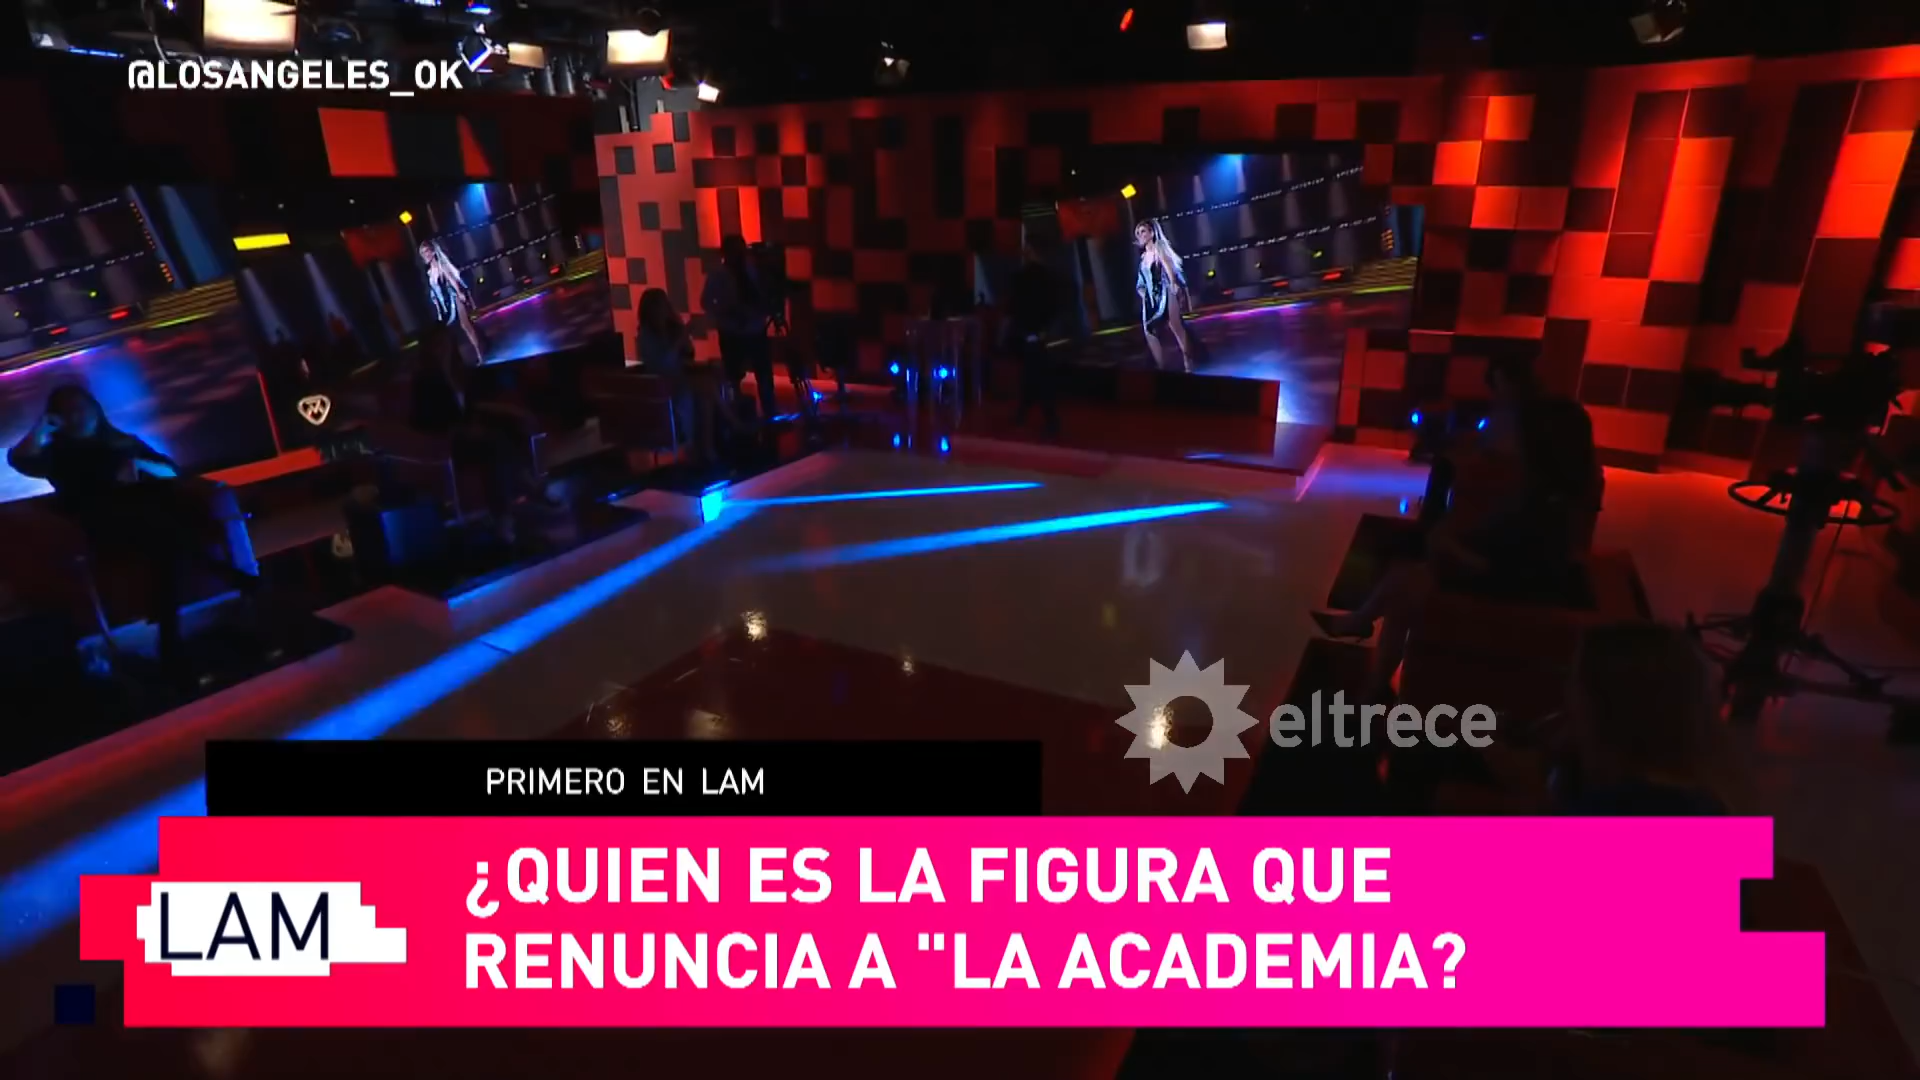 @LOSANGELES_OK
eltrece
PRIMERO EN LAM
¿QUIEN ES LA FIGURA QUE
RENUNCIA A "LA ACADEMIA?
LAM